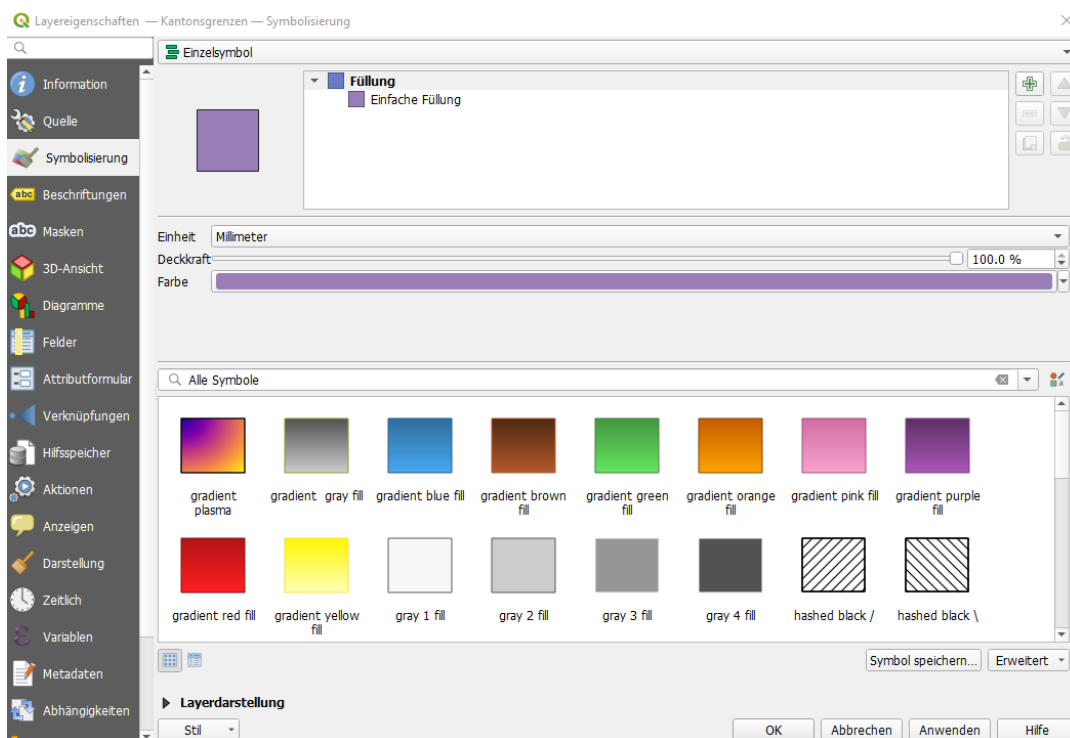 Layereigenschaften — Kantonsgrenzen — Symbolisierung
Einzelsymbol
Information
Quelle
Symbolisierung
abc Beschriftungen
abc Masken
3D-Ansicht
Diagramme
Felder
Attributformular
Verknüpfungen
Hilfsspeicher
Aktionen
Anzeigen
Darstellung
Zeitlich
Variablen
Metadaten
Abhängigkeiten
Füllung
Einfache Füllung
Einheit Millimeter
Deckkraft 100.0 %
Farbe
Alle Symbole
gradient plasma
gradient gray fill
gradient blue fill
gradient brown fill
gradient green fill
gradient orange fill
gradient pink fill
gradient purple fill
gradient red fill
gradient yellow fill
gray 1 fill
gray 2 fill
gray 3 fill
gray 4 fill
hashed black /
hashed black \
Symbol speichern... Erweitert
Layerdarstellung
Stil OK Abbrechen Anwenden Hilfe